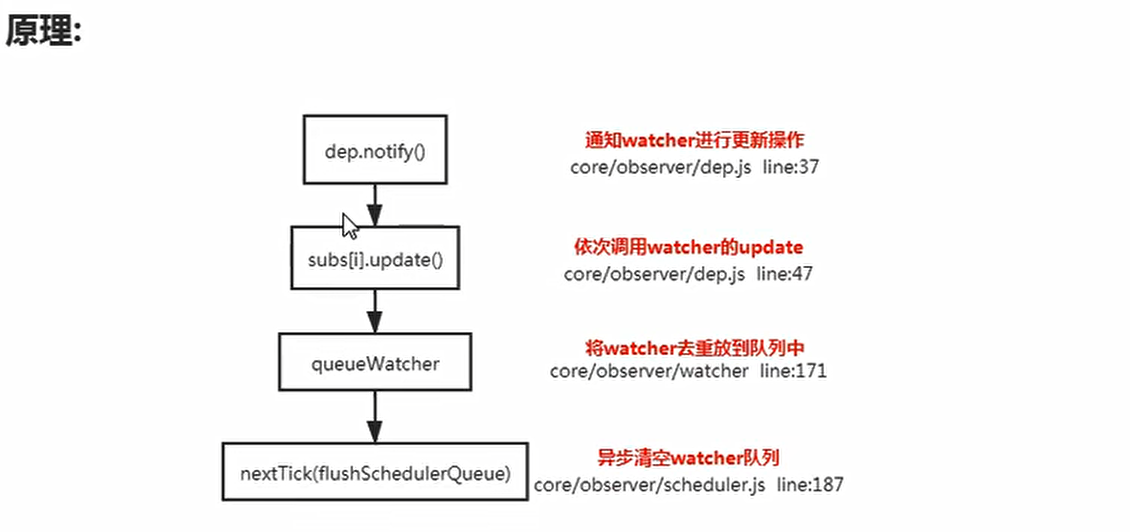 原理:
dep.notify()
通知watcher进行更新操作
core/observer/dep.js line:37
subs[i].update()
依次调用watcher的update
core/observer/dep.js line:47
queueWatcher
将watcher去重放到队列中
core/observer/watcher line:171
nextTick(flushSchedulerQueue)
异步清空watcher队列
core/observer/scheduler.js line:187